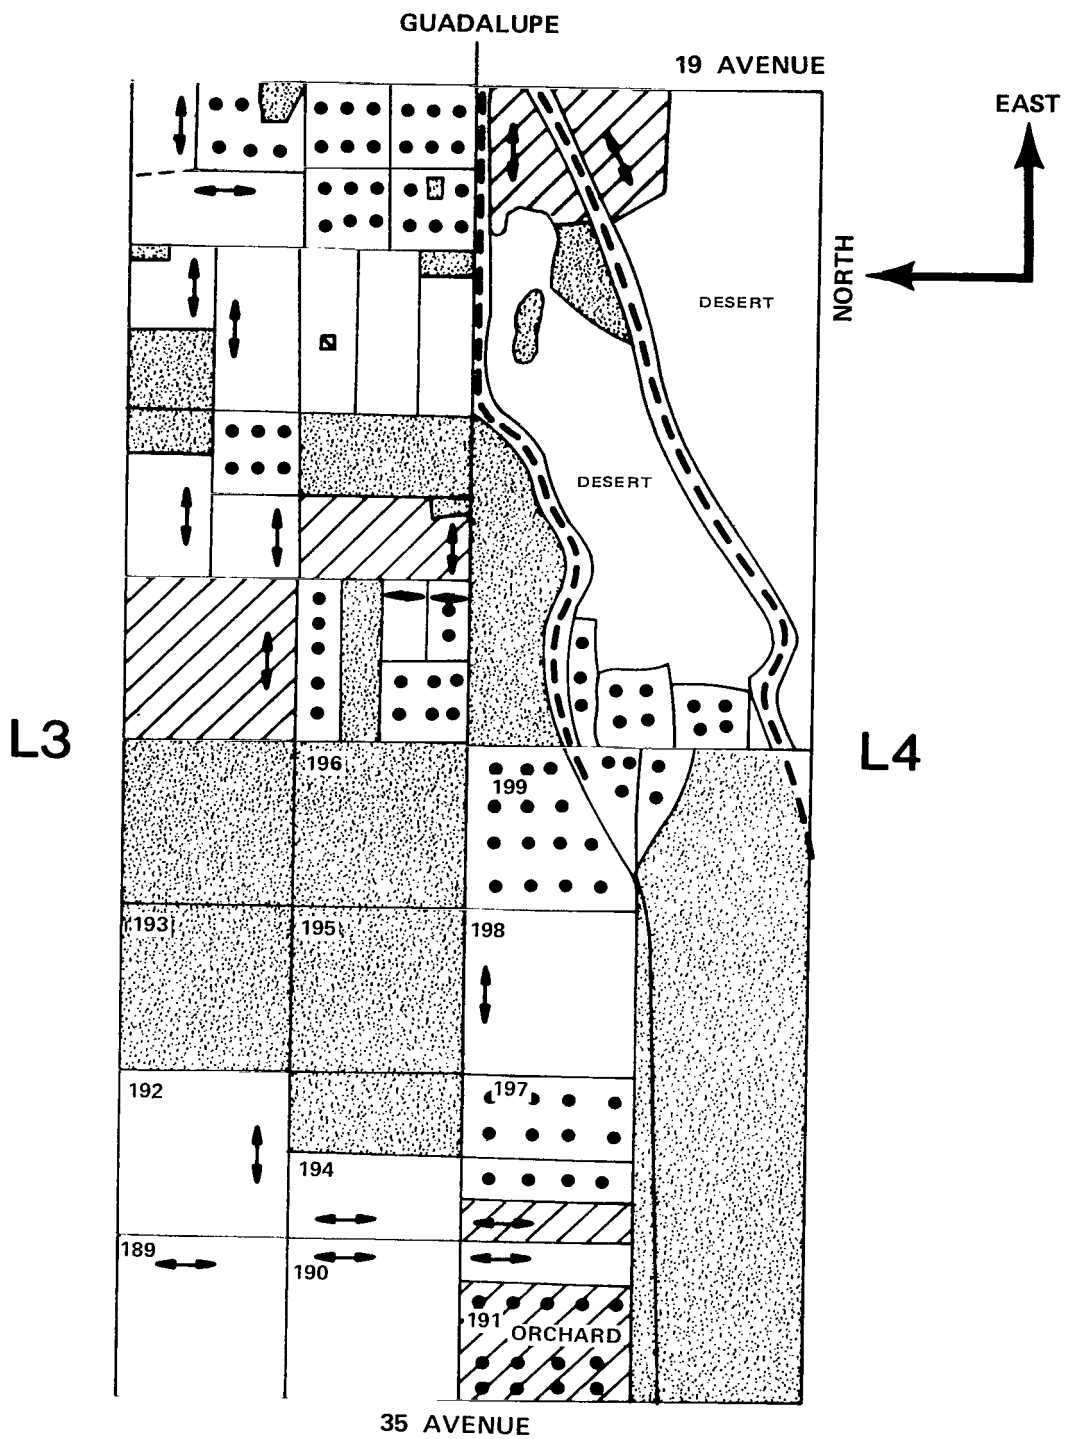 GUADALUPE
19 AVENUE
EAST
NORTH
DESERT
DESERT
L3
L4
196
199
193
195
198
192
197
194
189
190
191
ORCHARD
35 AVENUE